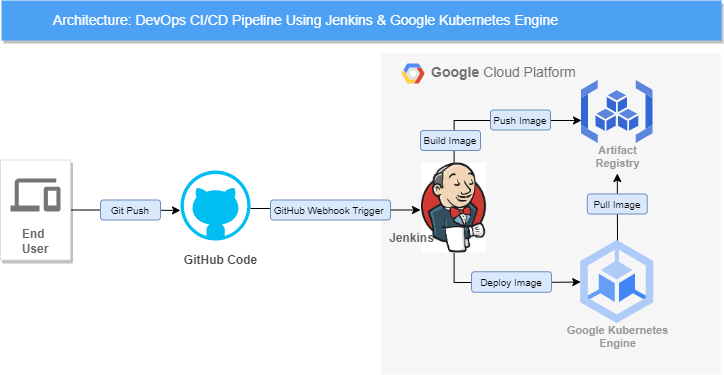 Architecture: DevOps CI/CD Pipeline Using Jenkins & Google Kubernetes Engine
Google Cloud Platform
Push Image
Build Image
Artifact
Registry
End
User
Git Push
GitHub Code
GitHub Webhook Trigger
Jenkins
Pull Image
Deploy Image
Google Kubernetes
Engine